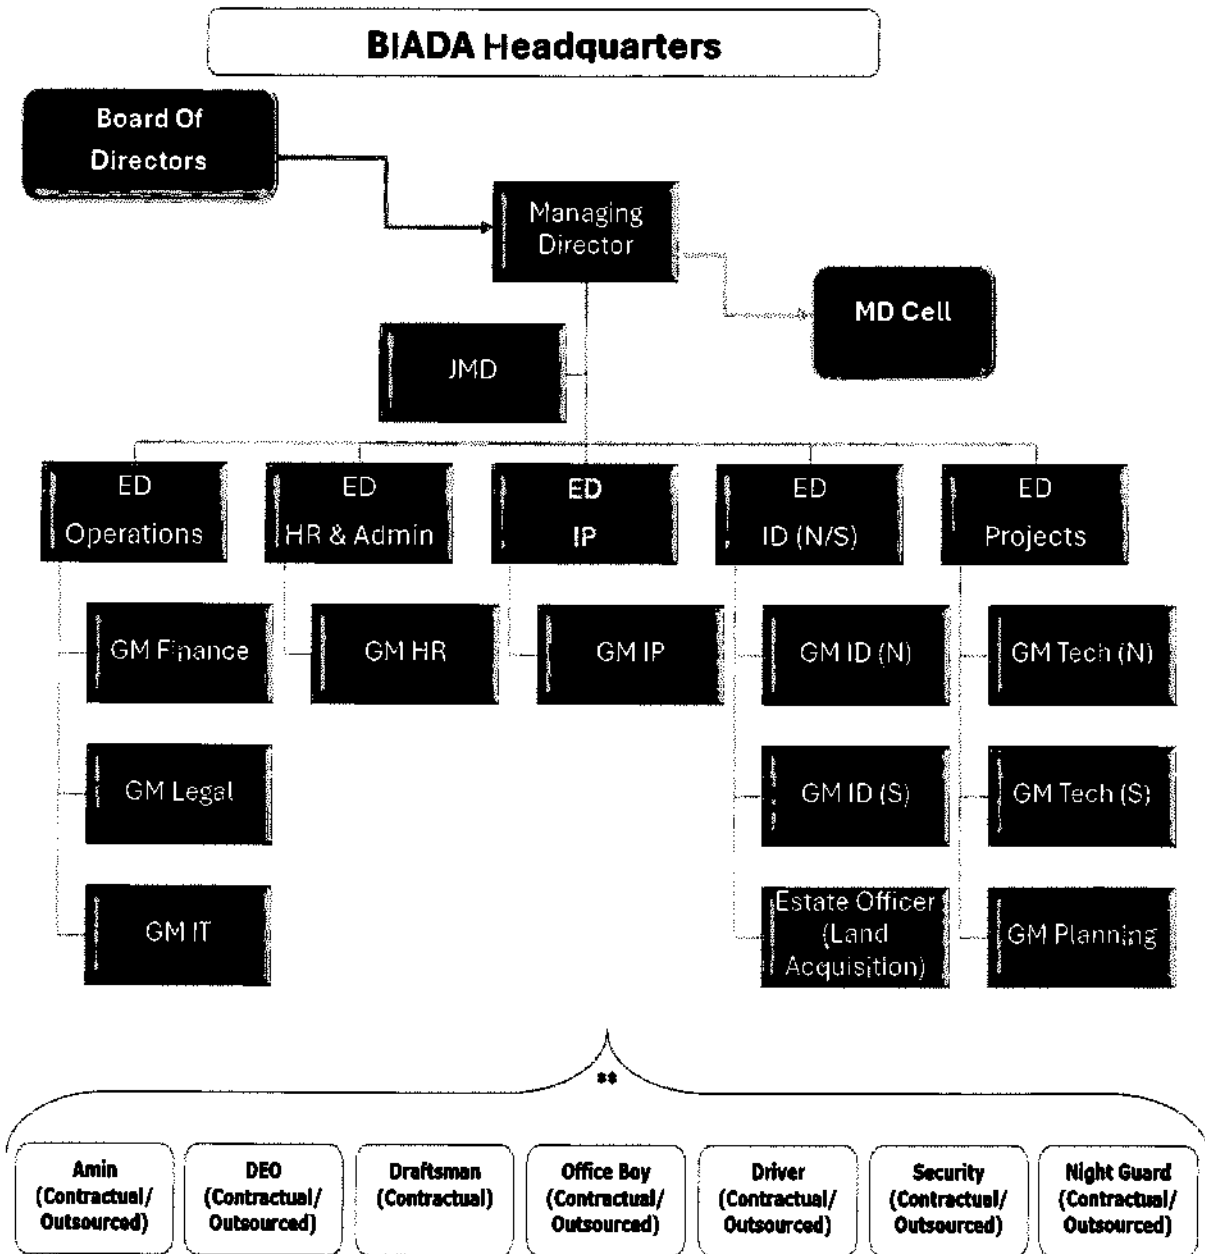 BIADA Headquarters
Board Of
Directors
Managing
Director
MD Cell
JMD
ED
Operations
ED
HR & Admin
ED
IP
ED
ID (N/S)
ED
Projects
GM Finance
GM HR
GM IP
GM ID (N)
GM Tech (N)
GM Legal
GM ID (S)
GM Tech (S)
GM IT
Estate Officer
(Land
Acquisition)
GM Planning
**
Amin
(Contractual/
Outsourced)
DEO
(Contractual/
Outsourced)
Draftsman
(Contractual)
Office Boy
(Contractual/
Outsourced)
Driver
(Contractual/
Outsourced)
Security
(Contractual/
Outsourced)
Night Guard
(Contractual/
Outsourced)